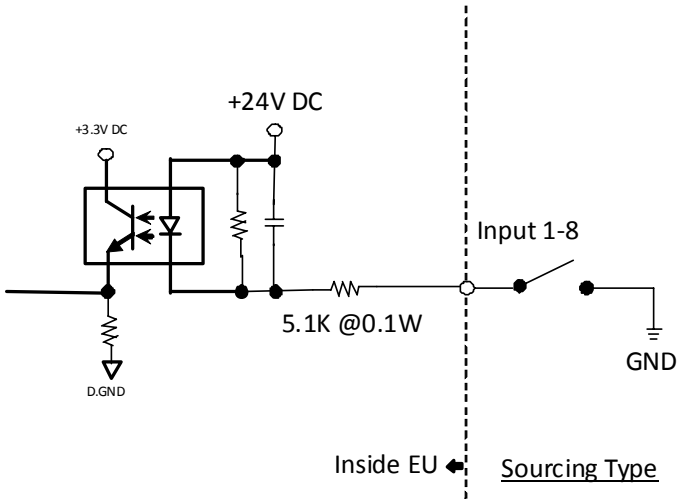 +24V DC
+3.3V DC
Input 1-8
5.1K @0.1W
GND
D.GND
Inside EU
Sourcing Type